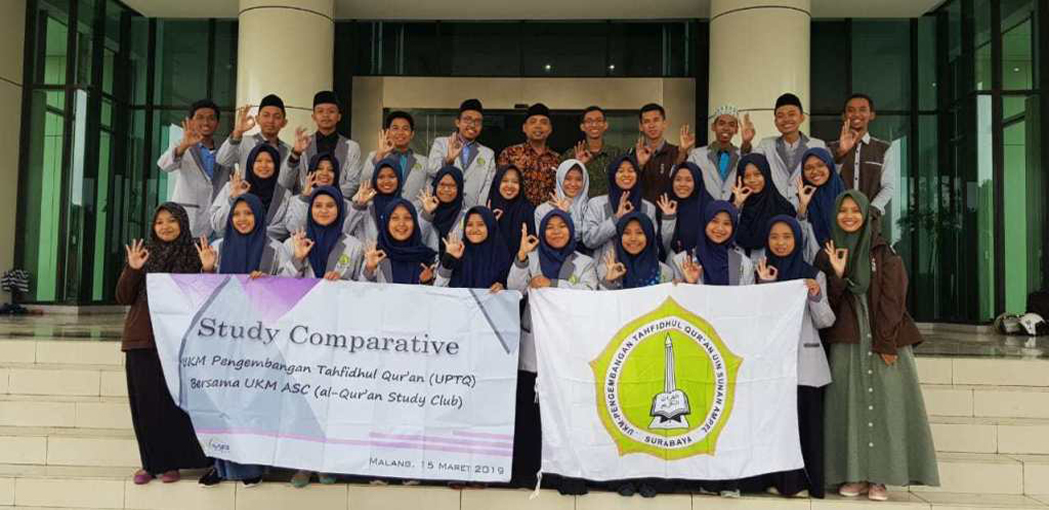 Study Comparative
UKM Pengembangan Tahfidhul Qur'an (UPTQ)
Bersama UKM ASC (al-Qur'an Study Club)
MALANG, 15 MARET 2019
UKM-PENGEMBANGAN TAHFIDHUL QUR'AN UIN SUNAN AMPEL
SURABAYA